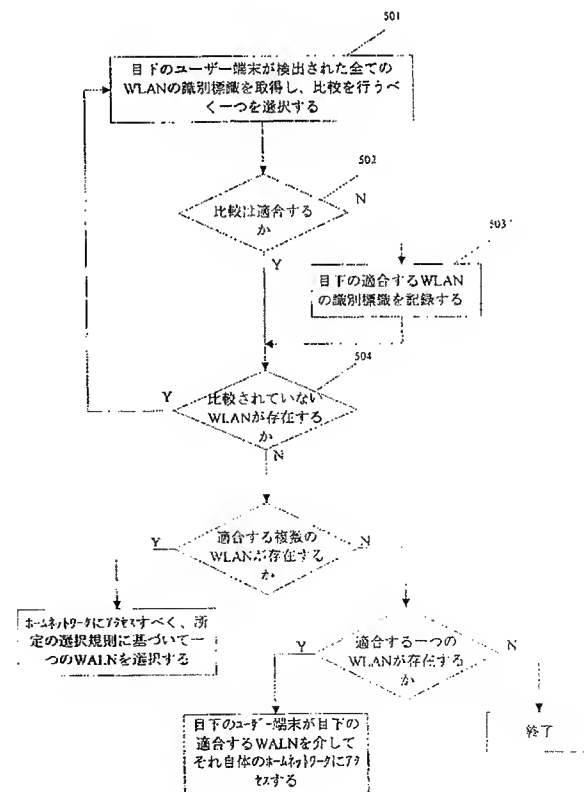 501
目下のユーザー端末が検出された全ての
WLANの識別標識を取得し、比較を行うべ
く一つを選択する
502
比較は適合する
か
N
Y
503
目下の適合するWLAN
の識別標識を記録する
504
Y
比較されていない
WLANが存在する
か
N
Y
適合する複数の
WLANが存在する
か
N
ホームネットワークにアクセスすべく、所
定の選択規則に基づいて一
つのWALNを選択する
Y
適合する一つの
WLANが存在するか
か
N
目下のユーザー端末が目下の
適合するWALNを介して
それ自体のホームネットワークにアク
セスする
終了